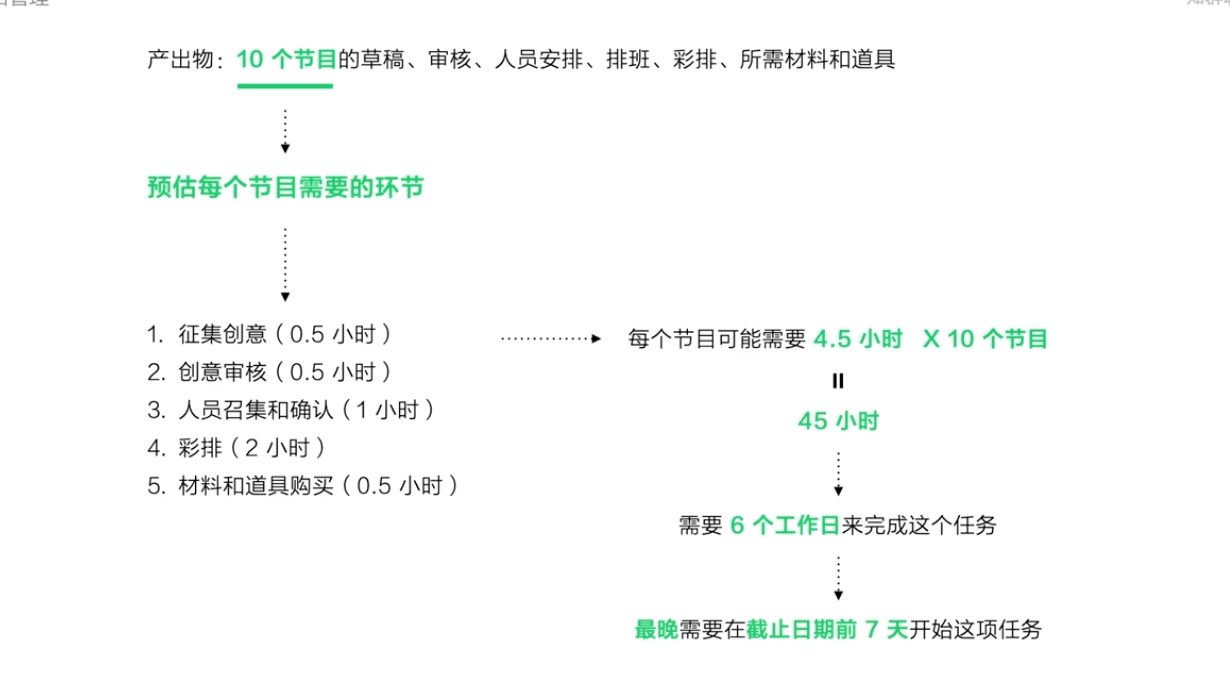 产出物：10 个节目的草稿、审核、人员安排、排班、彩排、所需材料和道具
预估每个节目需要的环节
1. 征集创意（0.5 小时）
2. 创意审核（0.5 小时）
3. 人员召集和确认（1 小时）
4. 彩排（2 小时）
5. 材料和道具购买（0.5 小时）
每个节目可能需要 4.5 小时 X 10 个节目
=
45 小时
需要 6 个工作日来完成这个任务
最晚需要在截止日期前 7 天开始这项任务